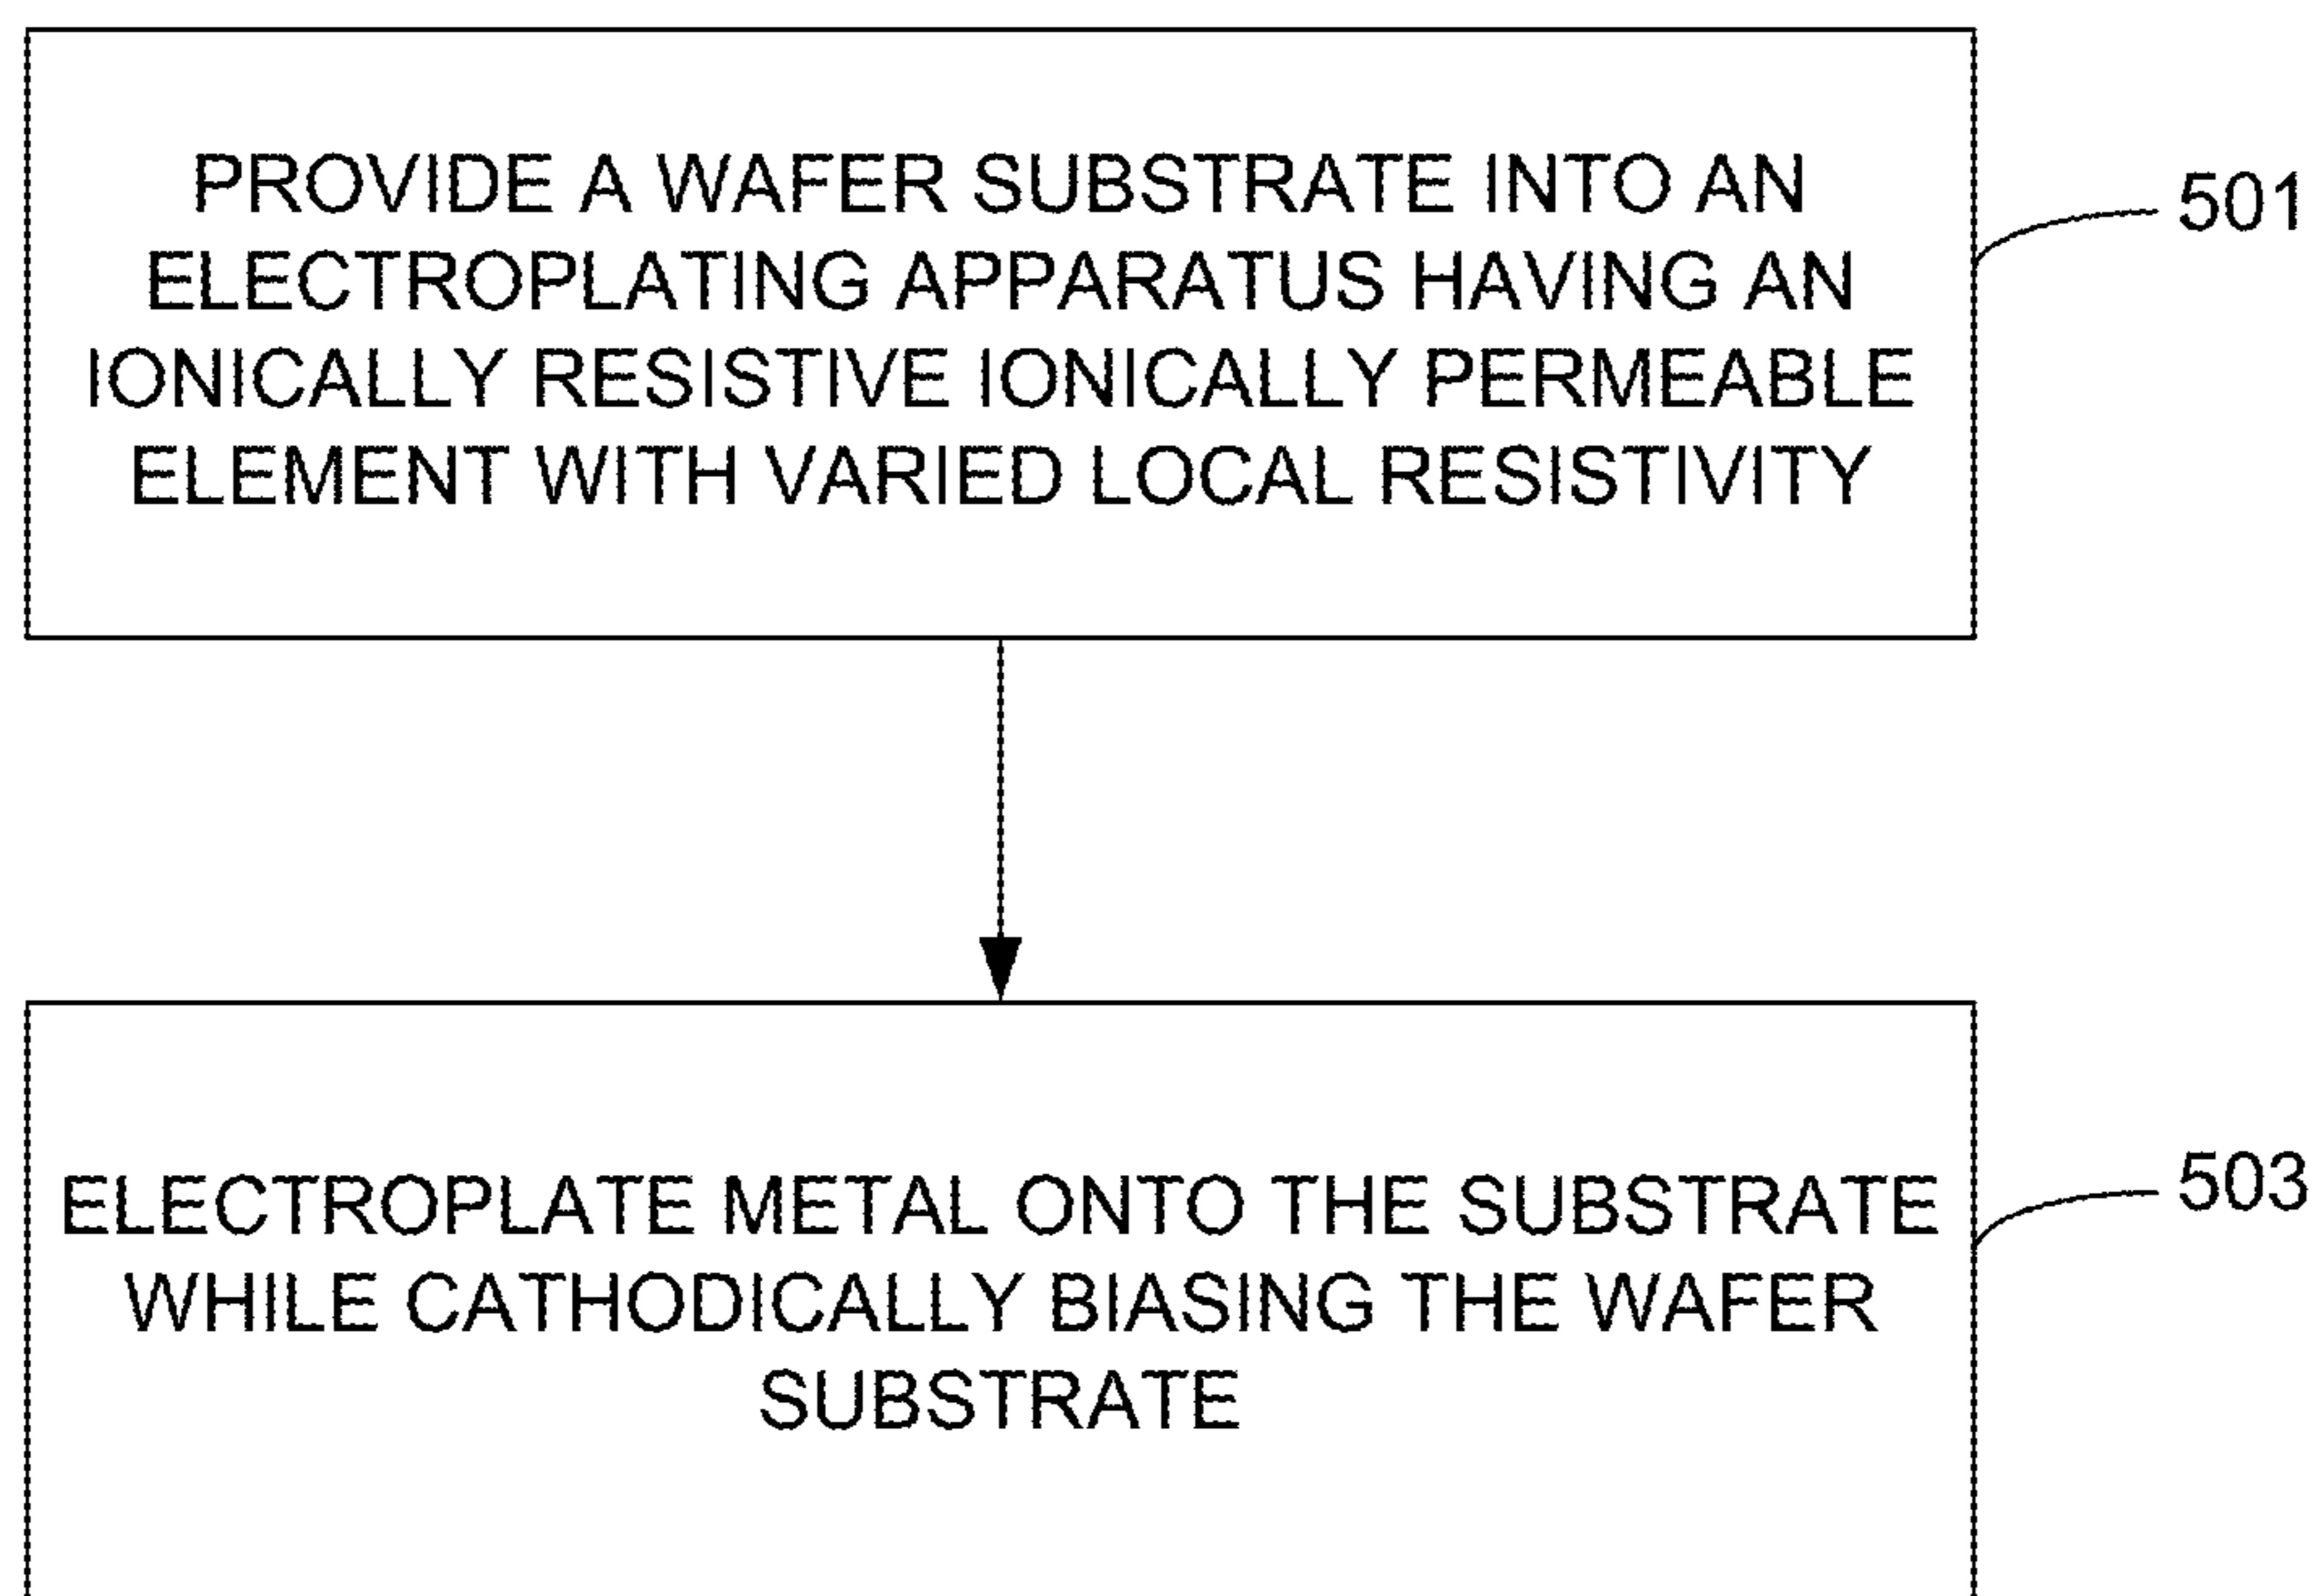 PROVIDE A WAFER SUBSTRATE INTO AN
ELECTROPLATING APPARATUS HAVING AN
IONICALLY RESISTIVE IONICALLY PERMEABLE
ELEMENT WITH VARIED LOCAL RESISTIVITY
501
ELECTROPLATE METAL ONTO THE SUBSTRATE
WHILE CATHODICALLY BIASING THE WAFER
SUBSTRATE
503